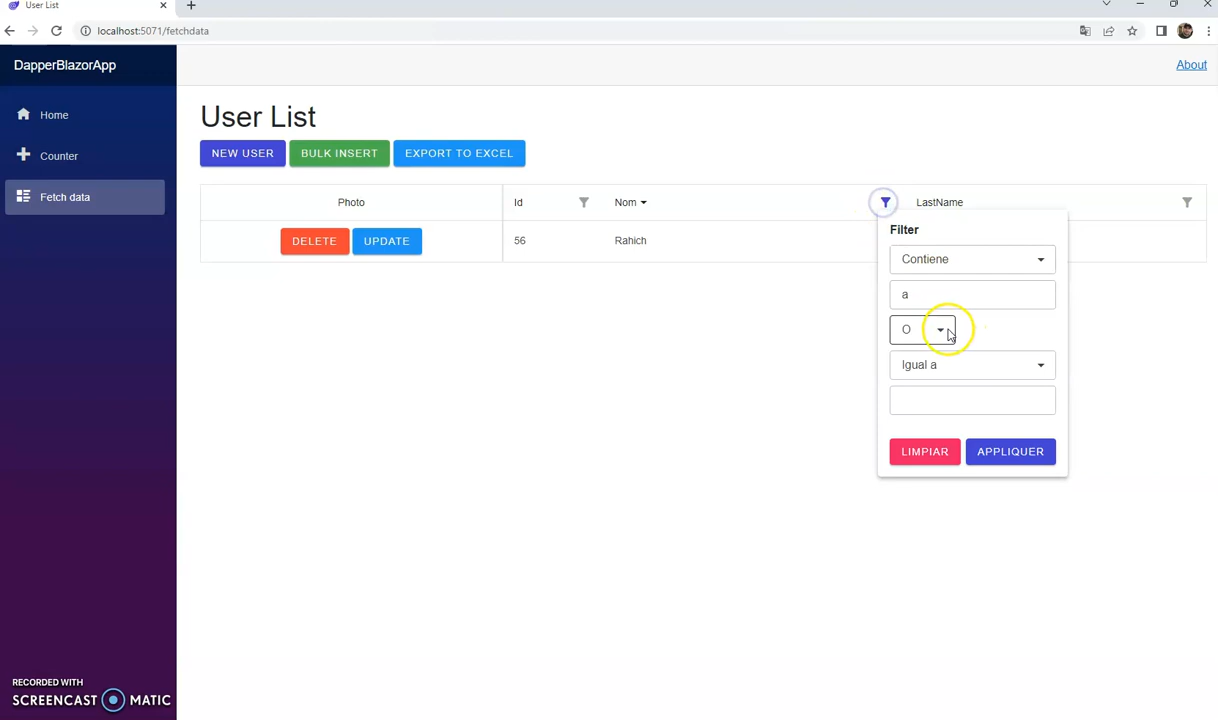 User List
localhost:5071/fetchdata
DapperBlazorApp
About
Home
Counter
Fetch data
User List
NEW USER BULK INSERT EXPORT TO EXCEL
Photo Id Nom LastName
DELETE UPDATE 56 Rahich
Filter
Contiene
a
O
Igual a
LIMPIAR APPLIQUER
RECORDED WITH
SCREENCAST MATIC